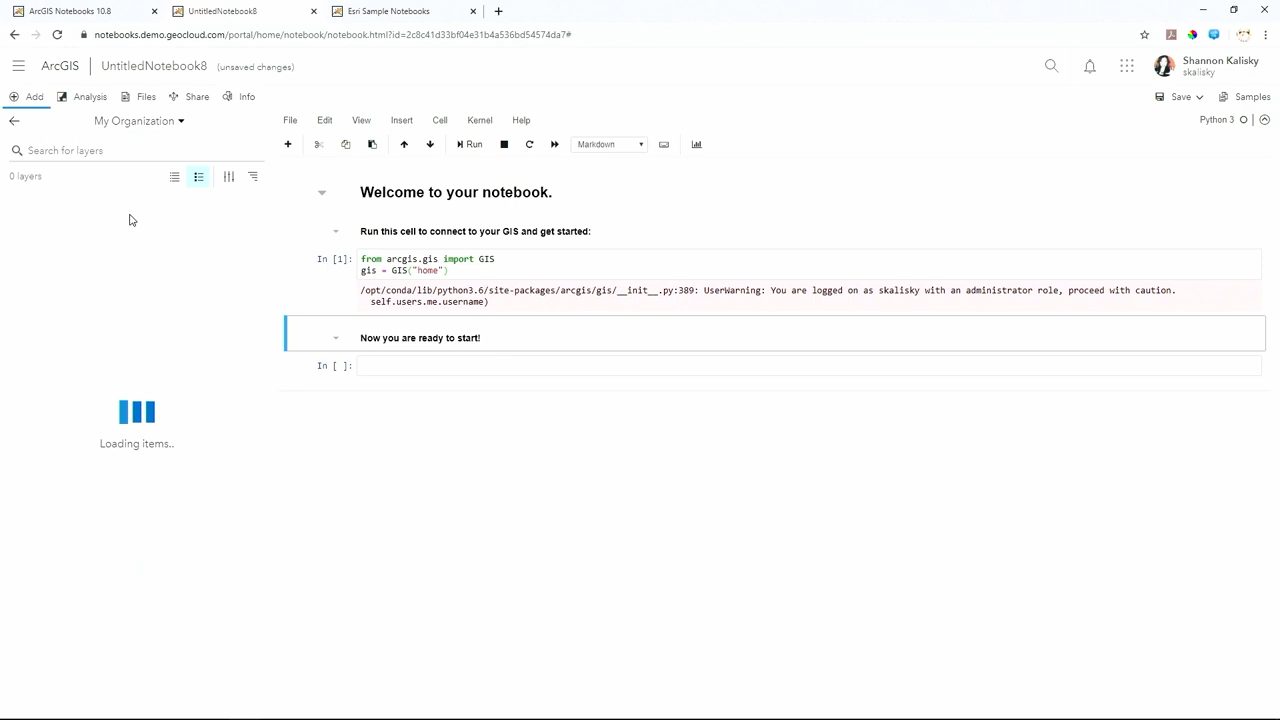 ArcGIS Notebooks 10.8
UntitledNotebook8
Esri Sample Notebooks
notebooks.demo.geocloud.com/portal/home/notebook/notebook.html?id=2c8c41d33bf04e31b4a536bd54574da7#
ArcGIS
UntitledNotebook8
(unsaved changes)
Shannon Kalisky
skalisky
Add
Analysis
Files
Share
Info
Save
Samples
My Organization
Search for layers
0 layers
Loading items..
File
Edit
View
Insert
Cell
Kernel
Help
Python 3
Run
Markdown
Welcome to your notebook.
Run this cell to connect to your GIS and get started:
In [1]:
from arcgis.gis import GIS
gis = GIS("home")
/opt/conda/lib/python3.6/site-packages/arcgis/gis/__init__.py:389: UserWarning: You are logged on as skalisky with an administrator role, proceed with caution.
self.users.me.username)
Now you are ready to start!
In [ ]: